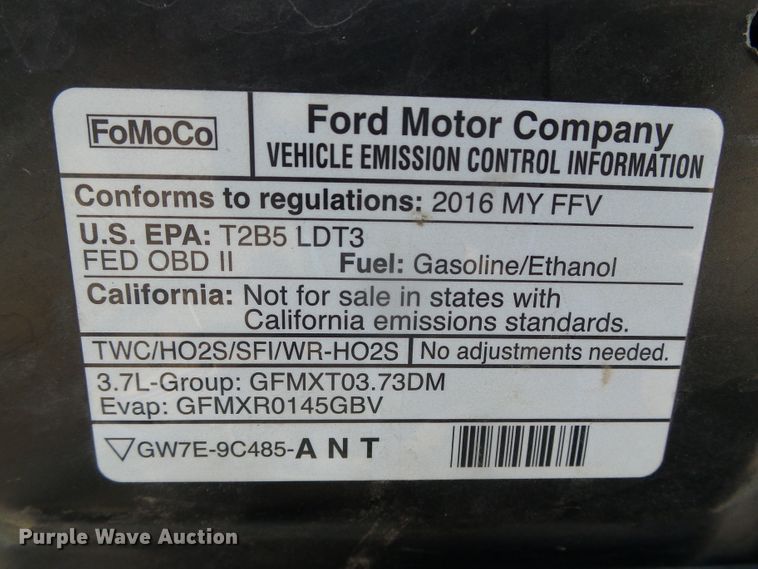 FoMoCo
Ford Motor Company
VEHICLE EMISSION CONTROL INFORMATION
Conforms to regulations: 2016 MY FFV
U.S. EPA: T2B5 LDT3
FED OBD II Fuel: Gasoline/Ethanol
California: Not for sale in states with
California emissions standards.
TWC/HO2S/SFI/WR-HO2S No adjustments needed.
3.7L-Group: GFMXT03.73DM
Evap: GFMXR0145GBV
GW7E-9C485-ANT
Purple Wave Auction